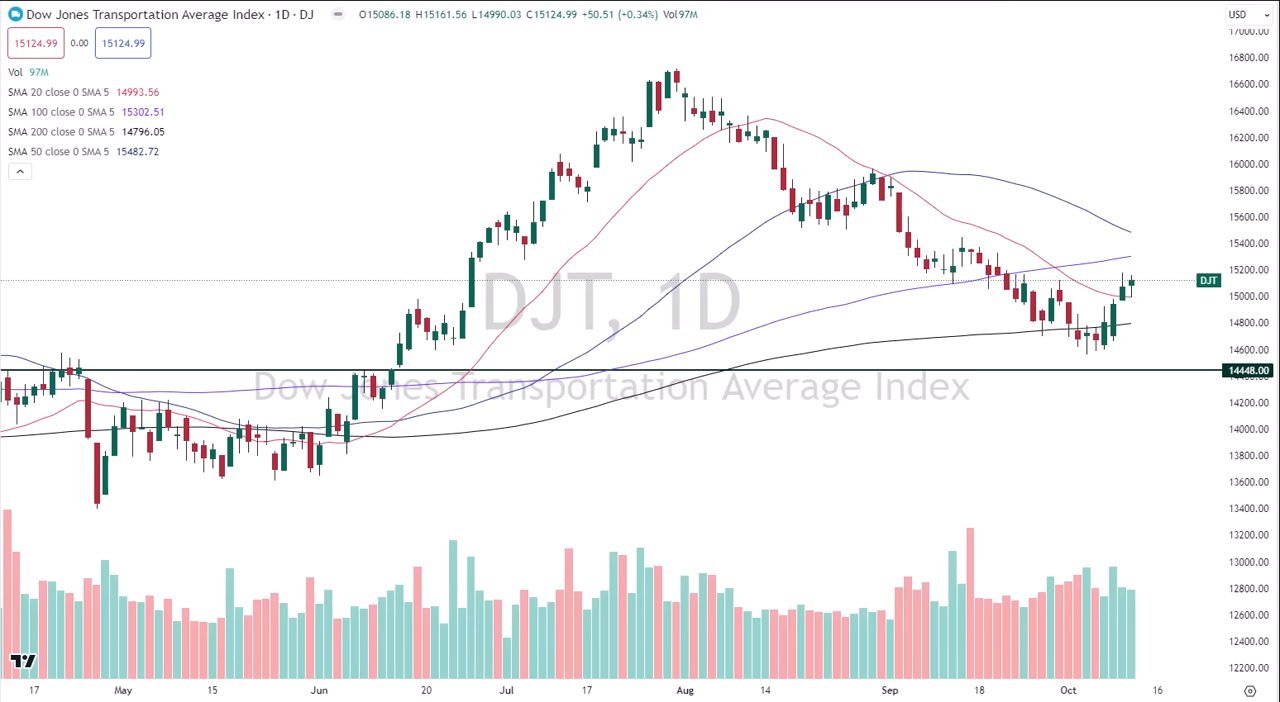 Dow Jones Transportation Average Index · 1D · DJ O15086.18 H15161.56 L14990.03 C15124.99 +50.51 (+0.34%) Vol97M
USD
15124.99 0.00 15124.99
Vol 97M
SMA 20 close 0 SMA 5 14993.56
SMA 100 close 0 SMA 5 15302.51
SMA 200 close 0 SMA 5 14796.05
SMA 50 close 0 SMA 5 15482.72
DJT, 1D
Dow Jones Transportation Average Index
17000.00
16800.00
16600.00
16400.00
16200.00
16000.00
15800.00
15600.00
15400.00
15200.00
DJT
15000.00
14800.00
14600.00
14448.00
14400.00
14200.00
14000.00
13800.00
13600.00
13400.00
13200.00
13000.00
12800.00
12600.00
12400.00
12200.00
17 May 15 Jun 20 Jul 17 Aug 14 Sep 18 Oct 16